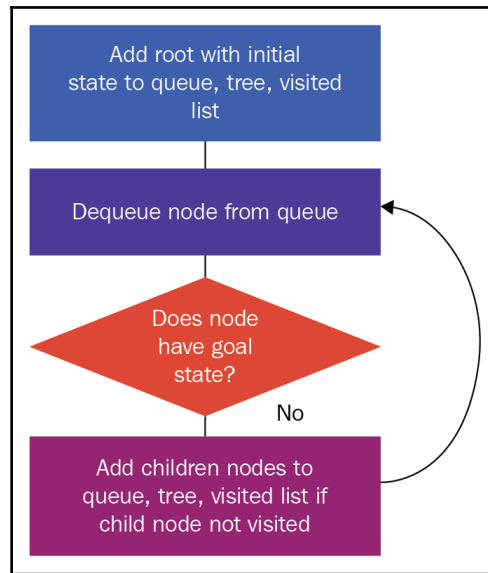 Add root with initial
state to queue, tree, visited
list
Dequeue node from queue
Does node
have goal
state?
No
Add children nodes to
queue, tree, visited list if
child node not visited